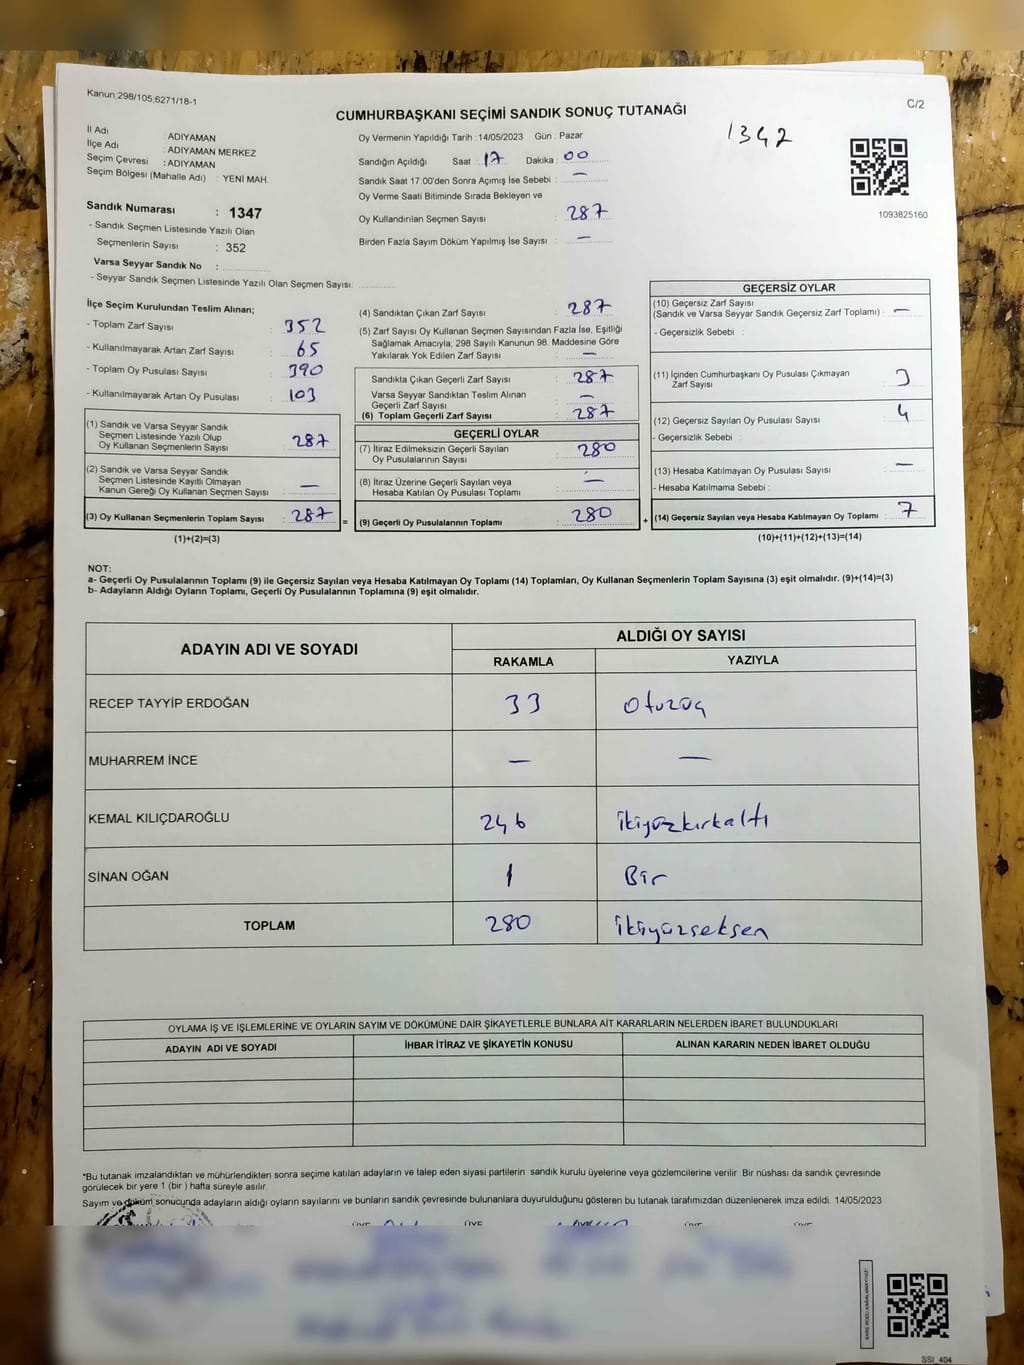 Kanun:298/105,6271/18-1
C/2
CUMHURBAŞKANI SEÇİMİ SANDIK SONUÇ TUTANAĞI
1342
İl Adı : ADIYAMAN
İlçe Adı : ADIYAMAN MERKEZ
Seçim Çevresi : ADIYAMAN
Seçim Bölgesi (Mahalle Adı) : YENİ MAH.
Sandık Numarası : 1347
- Sandık Seçmen Listesinde Yazılı Olan
Seçmenlerin Sayısı : 352
Varsa Seyyar Sandık No :
- Seyyar Sandık Seçmen Listesinde Yazılı Olan Seçmen Sayısı:
Oy Vermenin Yapıldığı Tarih : 14/05/2023 Gün : Pazar
Sandığın Açıldığı Saat : 17 Dakika : 00
Sandık Saat 17:00'den Sonra Açımış İse Sebebi : —
Oy Verme Saati Bitiminde Sırada Bekleyen ve
Oy Kullandırılan Seçmen Sayısı : 287
Birden Fazla Sayım Döküm Yapılmış İse Sayısı : —
1093825160
İlçe Seçim Kurulundan Teslim Alınan;
- Toplam Zarf Sayısı : 352
- Kullanılmayarak Artan Zarf Sayısı : 65
- Toplam Oy Pusulası Sayısı : 390
- Kullanılmayarak Artan Oy Pusulası : 103
(1) Sandık ve Varsa Seyyar Sandık
Seçmen Listesinde Yazılı Olup
Oy Kullanan Seçmenlerin Sayısı : 287
(2) Sandık ve Varsa Seyyar Sandık
Seçmen Listesinde Kayıtlı Olmayan
Kanun Gereği Oy Kullanan Seçmen Sayısı : —
(3) Oy Kullanan Seçmenlerin Toplam Sayısı : 287
(1)+(2)=(3)
=
(4) Sandıktan Çıkan Zarf Sayısı : 287
(5) Zarf Sayısı Oy Kullanan Seçmen Sayısından Fazla İse, Eşitliği
Sağlamak Amacıyla; 298 Sayılı Kanunun 98. Maddesine Göre
Yakılarak Yok Edilen Zarf Sayısı : —
Sandıkta Çıkan Geçerli Zarf Sayısı : 287
Varsa Seyyar Sandıktan Teslim Alınan
Geçerli Zarf Sayısı : —
(6) Toplam Geçerli Zarf Sayısı : 287
GEÇERLİ OYLAR
(7) İtiraz Edilmeksizin Geçerli Sayılan
Oy Pusulalarının Sayısı : 280
(8) İtiraz Üzerine Geçerli Sayılan veya
Hesaba Katılan Oy Pusulası Toplamı : —
(9) Geçerli Oy Pusulalarının Toplamı : 280
+
GEÇERSİZ OYLAR
(10) Geçersiz Zarf Sayısı
(Sandık ve Varsa Seyyar Sandık Geçersiz Zarf Toplamı) : —
- Geçersizlik Sebebi :
(11) İçinden Cumhurbaşkanı Oy Pusulası Çıkmayan
Zarf Sayısı : 3
(12) Geçersiz Sayılan Oy Pusulası Sayısı : 4
- Geçersizlik Sebebi :
(13) Hesaba Katılmayan Oy Pusulası Sayısı : —
- Hesaba Katılmama Sebebi :
(14) Geçersiz Sayılan veya Hesaba Katılmayan Oy Toplamı : 7
(10)+(11)+(12)+(13)=(14)
NOT:
a- Geçerli Oy Pusulalarının Toplamı (9) ile Geçersiz Sayılan veya Hesaba Katılmayan Oy Toplamı (14) Toplamları, Oy Kullanan Seçmenlerin Toplam Sayısına (3) eşit olmalıdır. (9)+(14)=(3)
b- Adayların Aldığı Oyların Toplamı, Geçerli Oy Pusulalarının Toplamına (9) eşit olmalıdır.
ADAYIN ADI VE SOYADI
ALDIĞI OY SAYISI
RAKAMLA YAZIYLA
RECEP TAYYİP ERDOĞAN 33 Otuzüç
MUHARREM İNCE — —
KEMAL KILIÇDAROĞLU 246 İkiyüzkırkaltı
SİNAN OĞAN 1 Bir
TOPLAM 280 İkiyüzseksen
OYLAMA İŞ VE İŞLEMLERİNE VE OYLARIN SAYIM VE DÖKÜMÜNE DAİR ŞİKAYETLERLE BUNLARA AİT KARARLARIN NELERDEN İBARET BULUNDUKLARI
ADAYIN ADI VE SOYADI İHBAR İTİRAZ VE ŞİKAYETİN KONUSU ALINAN KARARIN NEDEN İBARET OLDUĞU
*Bu tutanak imzalandıktan ve mühürlendikten sonra seçime katılan adayların ve talep eden siyasi partilerin sandık kurulu üyelerine veya gözlemcilerine verilir .Bir nüshası da sandık çevresinde
görülecek bir yere 1 (bir ) hafta süreyle asılır.
Sayım ve döküm sonucunda adayların aldığı oyların sayılarını ve bunların sandık çevresinde bulunanlara duyurulduğunu gösteren bu tutanak tarafımızdan düzenlenerek imza edildi. 14/05/2023
SSİ_404